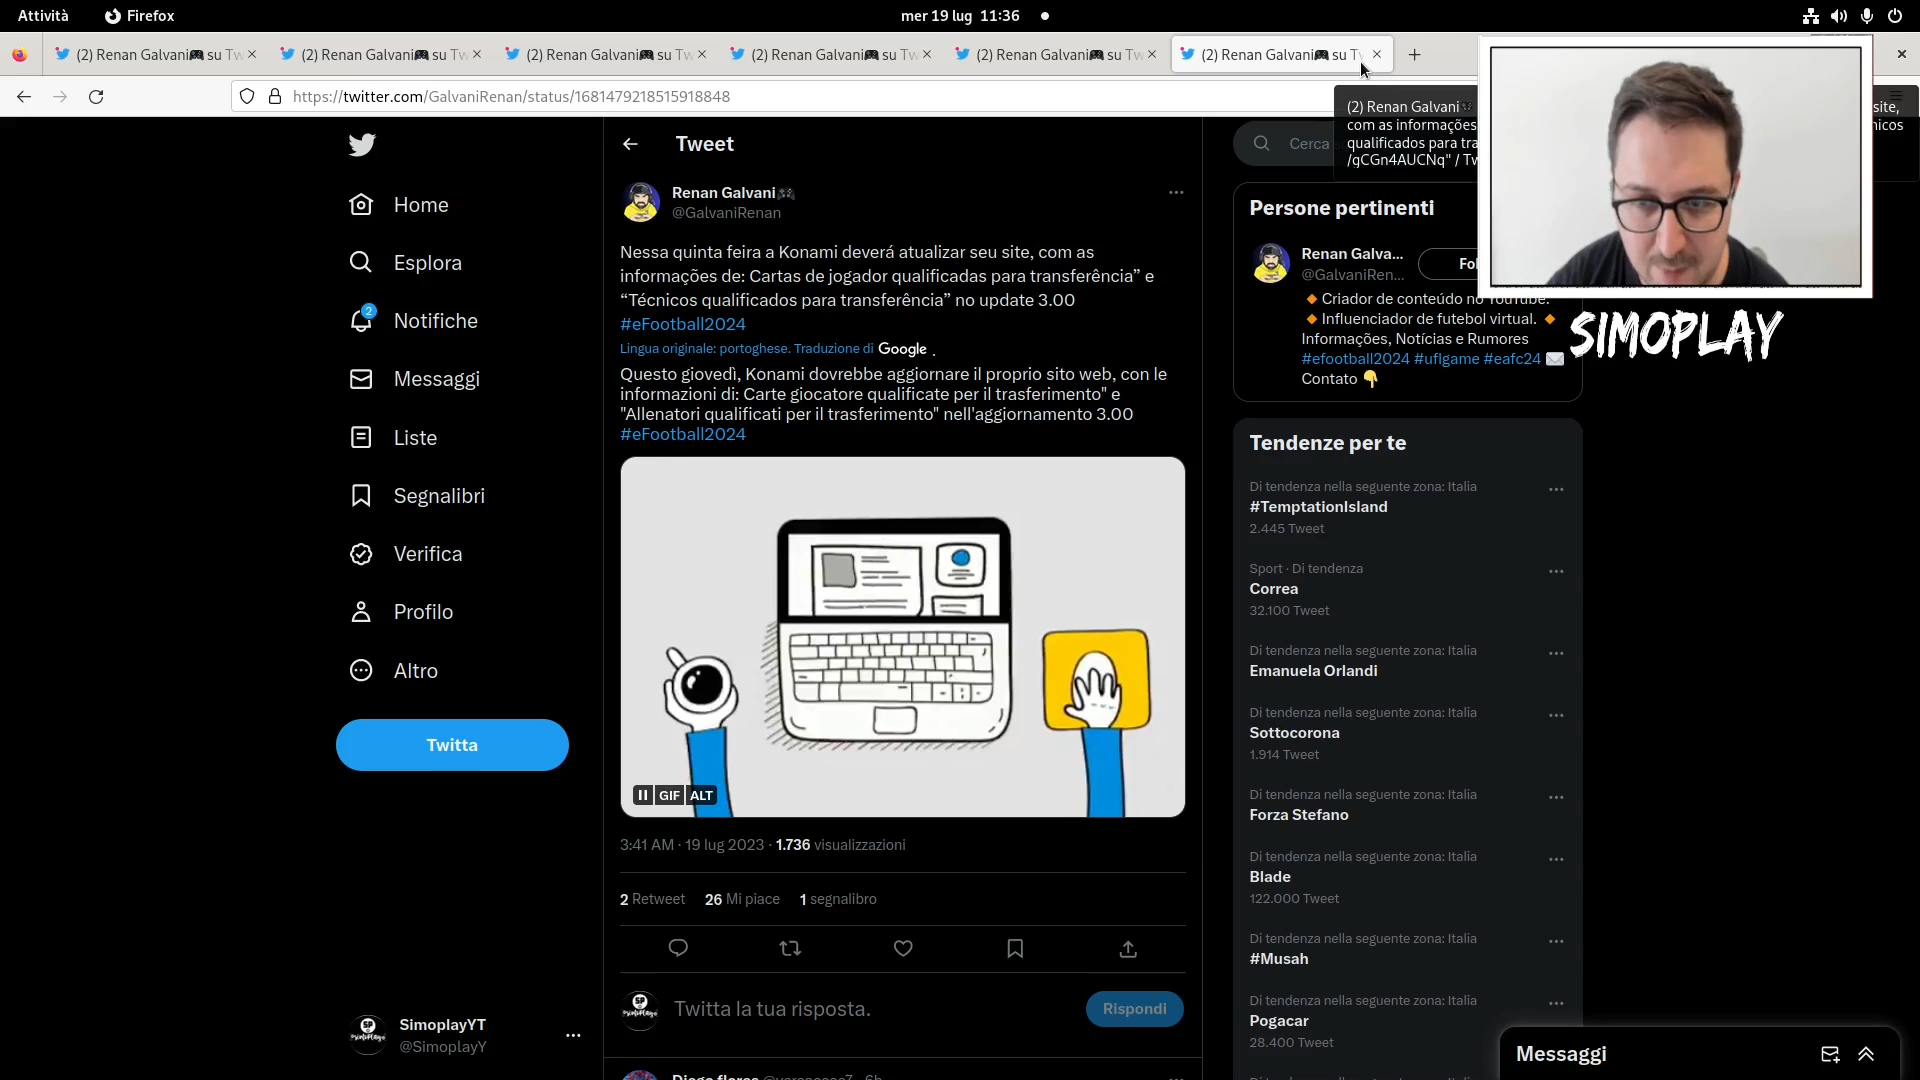 Attività
Firefox
mer 19 lug 11:36
(2) Renan Galvani🎮 su Tw
(2) Renan Galvani🎮 su Tw
(2) Renan Galvani🎮 su Tw
(2) Renan Galvani🎮 su Tw
(2) Renan Galvani🎮 su Tw
(2) Renan Galvani🎮 su T
https://twitter.com/GalvaniRenan/status/1681479218515918848
(2) Renan Galvani
site,
com as informações
nicos
qualificados para tra
/qCGn4AUCNq" / Tw
Home
Esplora
2
Notifiche
Messaggi
Liste
Segnalibri
Verifica
Profilo
Altro
Twitta
SimoplayYT
@SimoplayY
Tweet
Renan Galvani🎮
@GalvaniRenan
Nessa quinta feira a Konami deverá atualizar seu site, com as
informações de: Cartas de jogador qualificadas para transferência” e
“Técnicos qualificados para transferência” no update 3.00
#eFootball2024
Lingua originale: portoghese. Traduzione di Google .
Questo giovedì, Konami dovrebbe aggiornare il proprio sito web, con le
informazioni di: Carte giocatore qualificate per il trasferimento" e
"Allenatori qualificati per il trasferimento" nell'aggiornamento 3.00
#eFootball2024
GIF ALT
3:41 AM · 19 lug 2023 · 1.736 visualizzazioni
2 Retweet 26 Mi piace 1 segnalibro
Twitta la tua risposta.
Rispondi
Cerca
Persone pertinenti
Renan Galva...
@GalvaniRen...
Fol
🔸Criador de conteúdo no YouTube.
🔸Influenciador de futebol virtual. 🔸
Informações, Notícias e Rumores
#efootball2024 #uflgame #eafc24 ✉️
Contato 👇
SIMOPLAY
Tendenze per te
Di tendenza nella seguente zona: Italia
#TemptationIsland
2.445 Tweet
Sport · Di tendenza
Correa
32.100 Tweet
Di tendenza nella seguente zona: Italia
Emanuela Orlandi
Di tendenza nella seguente zona: Italia
Sottocorona
1.914 Tweet
Di tendenza nella seguente zona: Italia
Forza Stefano
Di tendenza nella seguente zona: Italia
Blade
122.000 Tweet
Di tendenza nella seguente zona: Italia
#Musah
Di tendenza nella seguente zona: Italia
Pogacar
28.400 Tweet
Messaggi